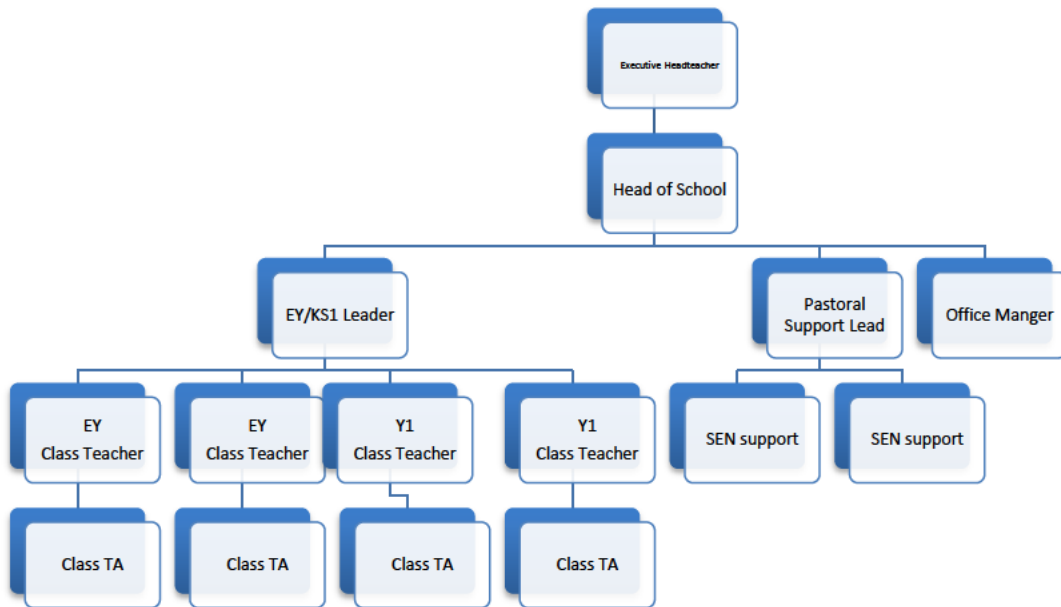 Executive Headteacher
Head of School
EY/KS1 Leader
Pastoral
Support Lead
Office Manger
EY
Class Teacher
EY
Class Teacher
Y1
Class Teacher
Y1
Class Teacher
SEN support
SEN support
Class TA
Class TA
Class TA
Class TA